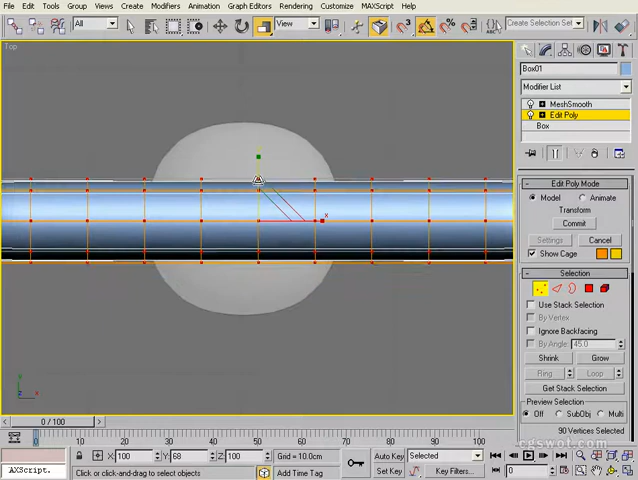 File Edit Tools Group Views Create Modifiers Animation Graph Editors Rendering Customize MAXScript Help
All
View
Create Selection Set
Top
x
z
x
Box01
Modifier List
MeshSmooth
Edit Poly
Box
Edit Poly Mode
Model Animate
Transform
Commit
Settings Cancel
Show Cage
Selection
Use Stack Selection
By Vertex
Ignore Backfacing
By Angle: 45.0
Shrink Grow
Ring Loop
Get Stack Selection
Preview Selection
Off SubObj Multi
90 Vertices Selected
cgswot.com
0 / 100
0 10 20 30 40 50 60 70 80 90 100
X: 100 Y: 68 Z: 100 Grid = 10.0cm
Auto Key Selected
AXScript. Click or click-and-drag to select objects Add Time Tag
Set Key Key Filters... 0